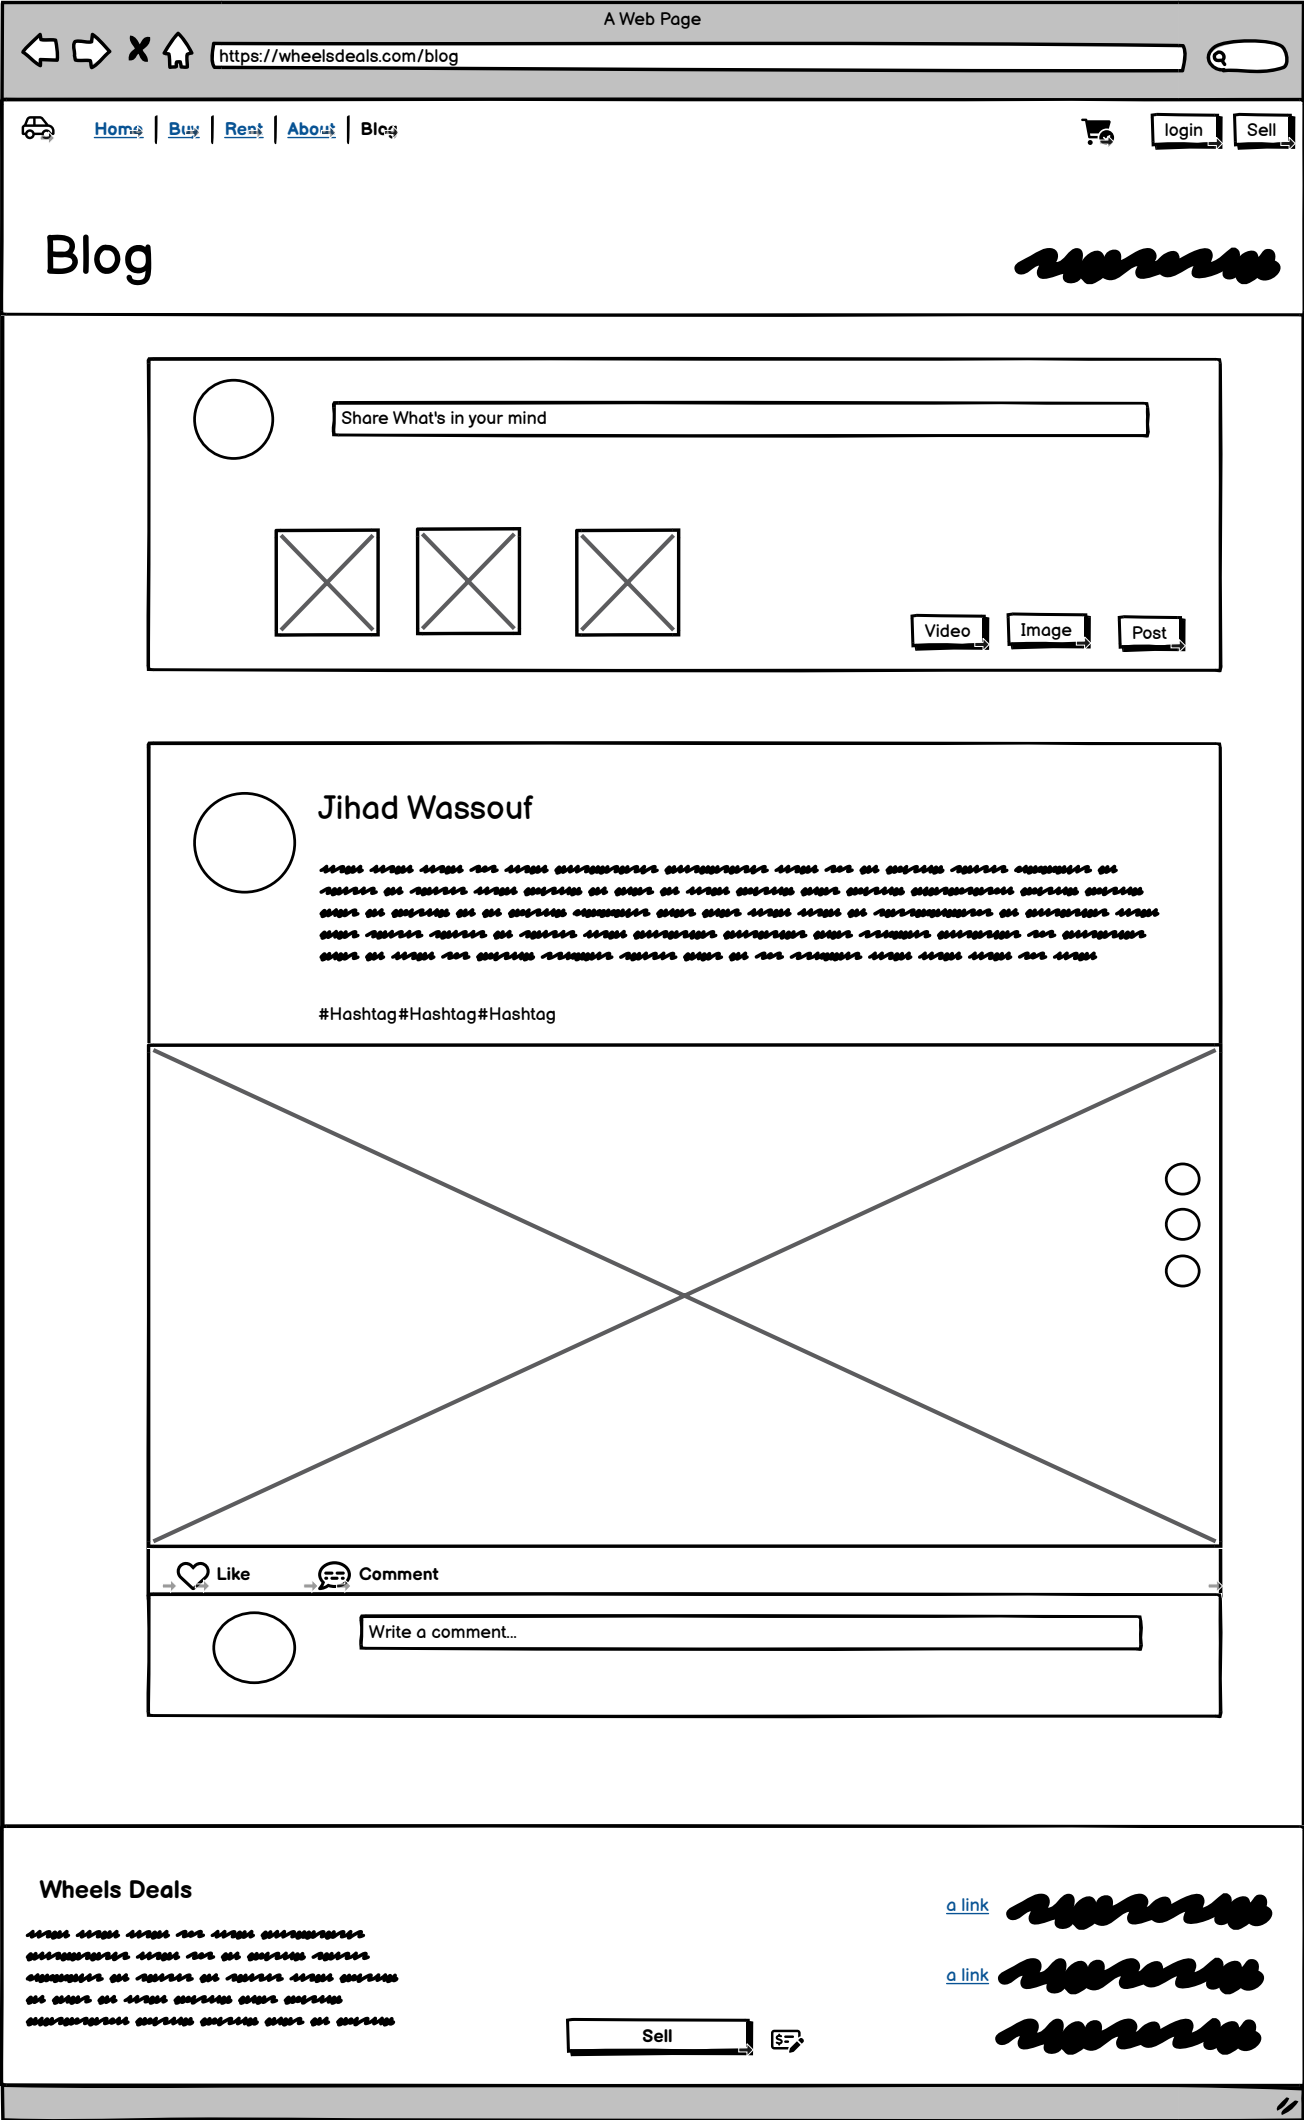 A Web Page
https://wheelsdeals.com/blog
Home Buy Rent About Blog login Sell
Blog
Share What's in your mind
Video Image Post
Jihad Wassouf
#Hashtag#Hashtag#Hashtag
Like Comment
Write a comment...
Wheels Deals
a link
a link
Sell